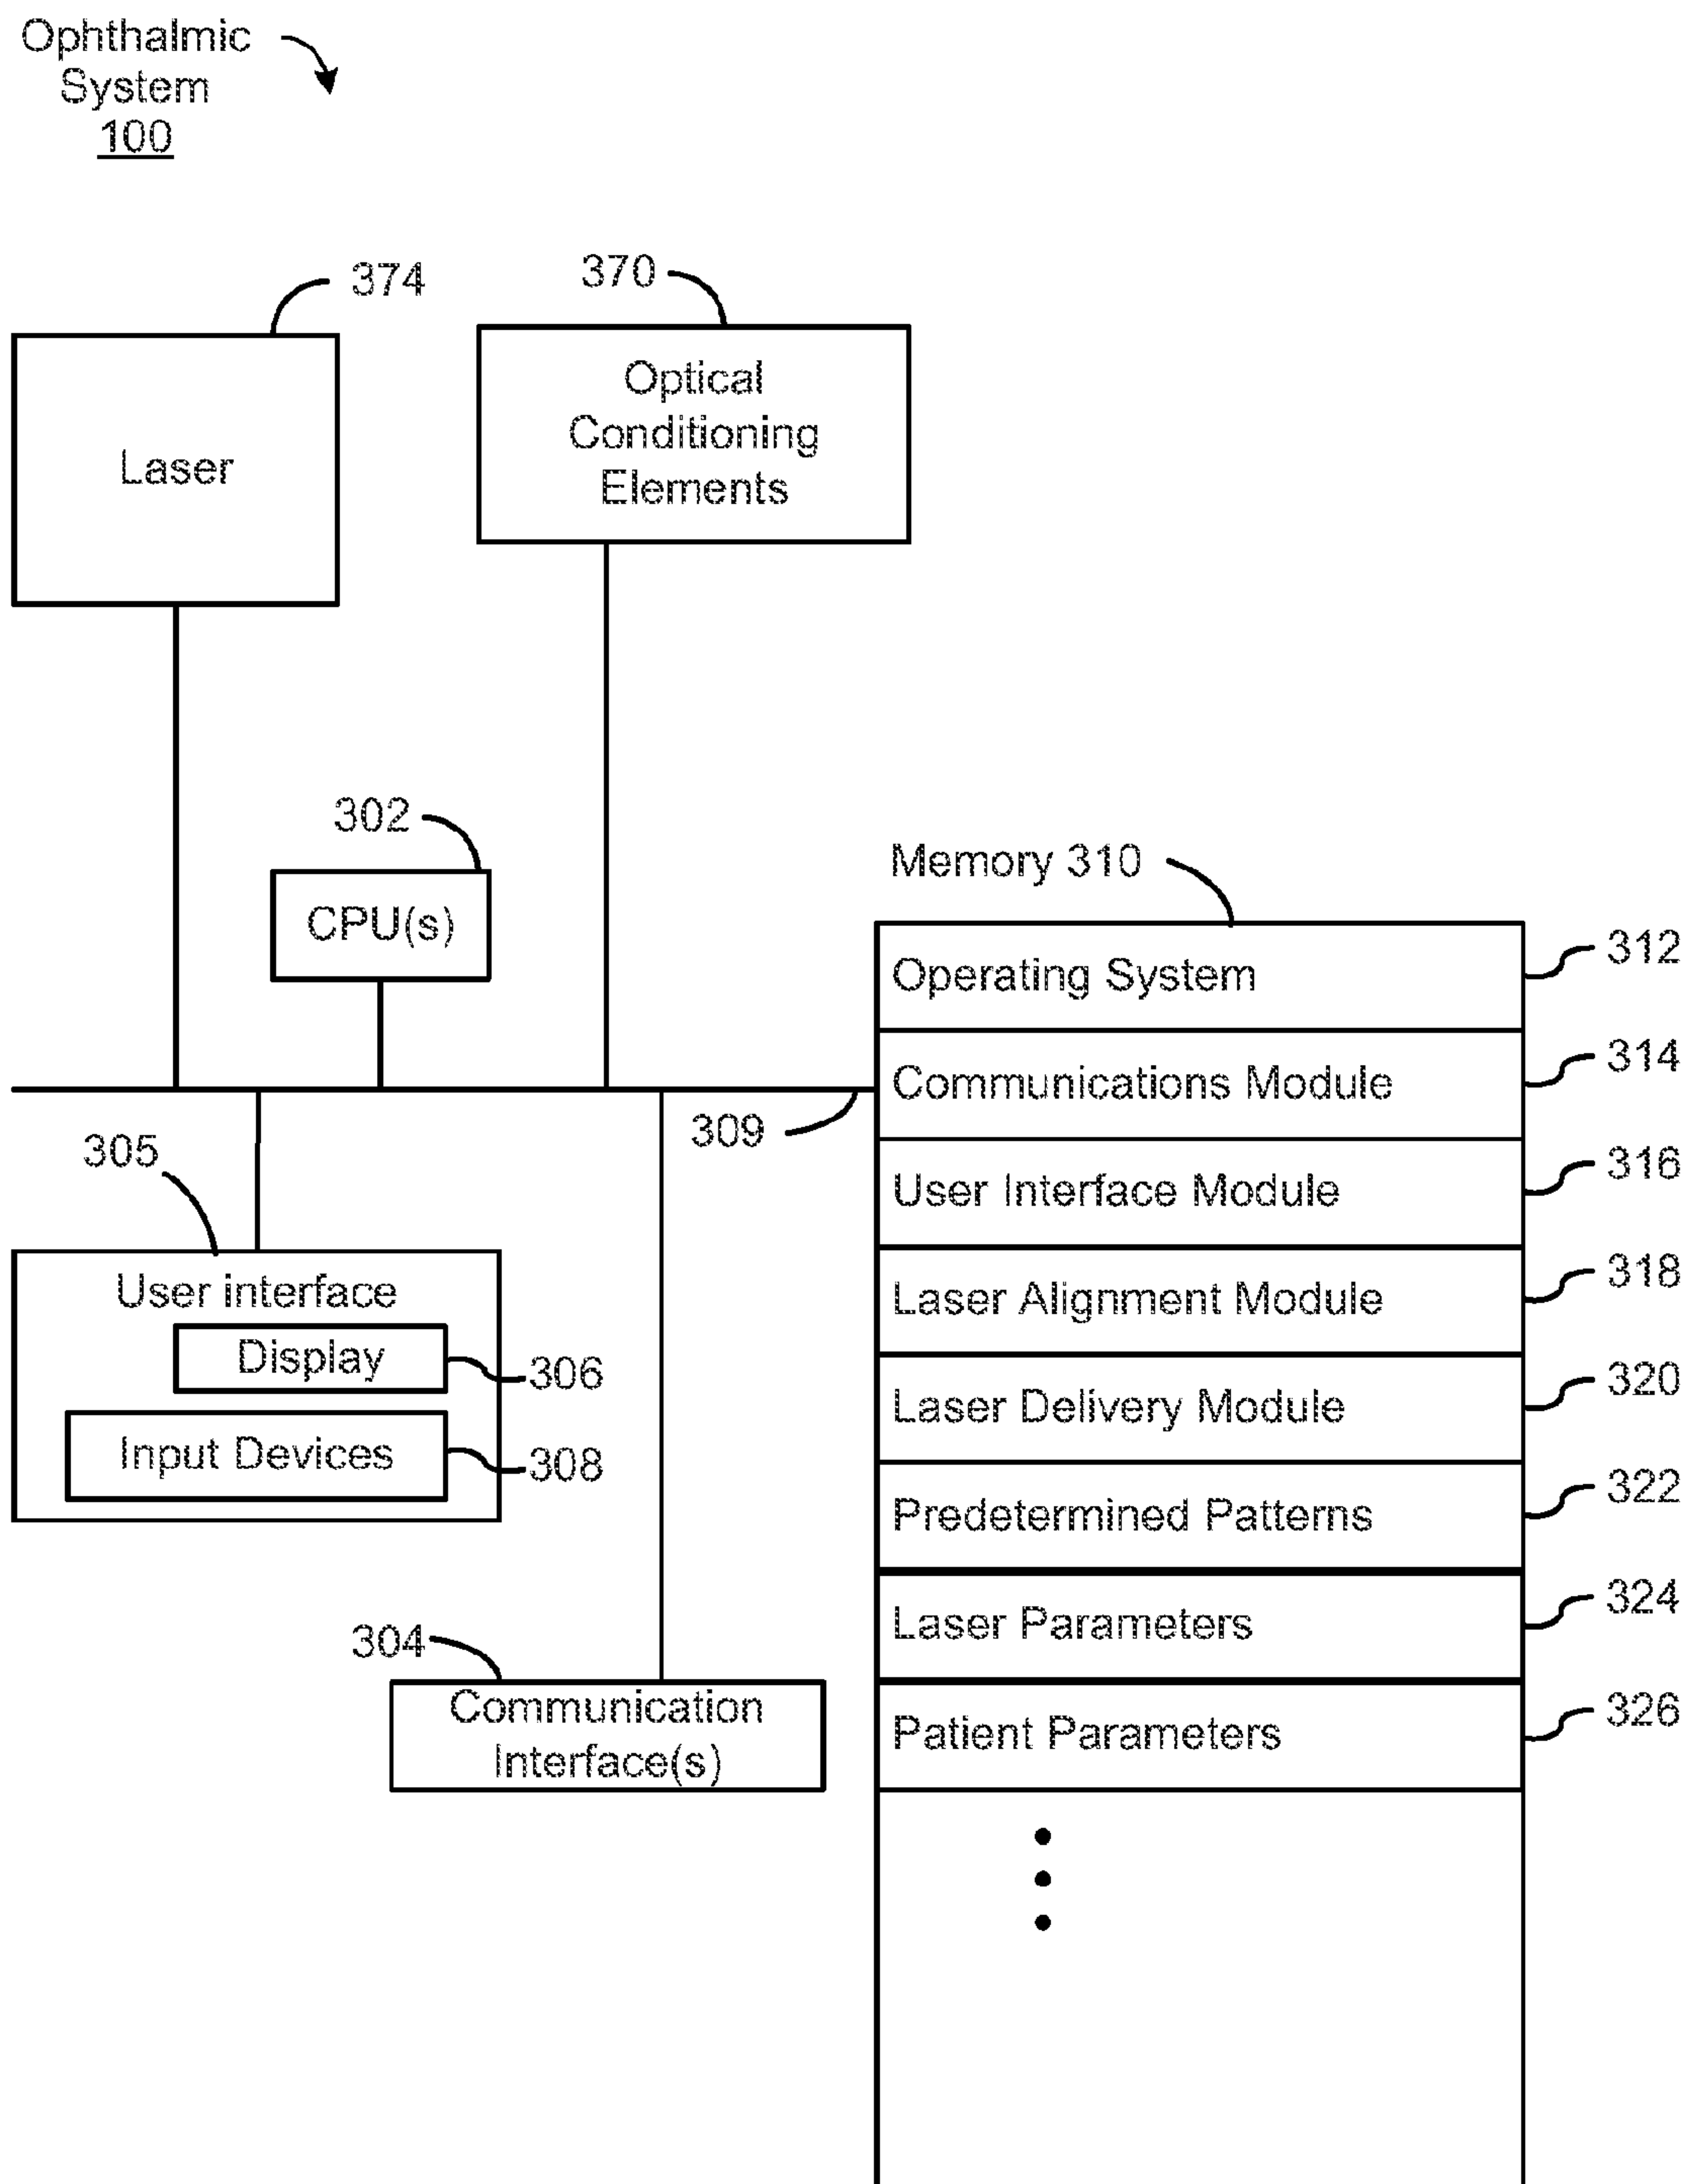 Ophthalmic
System
100
374
370
Laser
Optical
Conditioning
Elements
302
CPU(s)
Memory 310
Operating System
312
Communications Module
314
309
User Interface Module
316
305
Laser Alignment Module
318
User interface
Display
306
Laser Delivery Module
320
Input Devices
308
Predetermined Patterns
322
Laser Parameters
324
304
Communication
Interface(s)
Patient Parameters
326